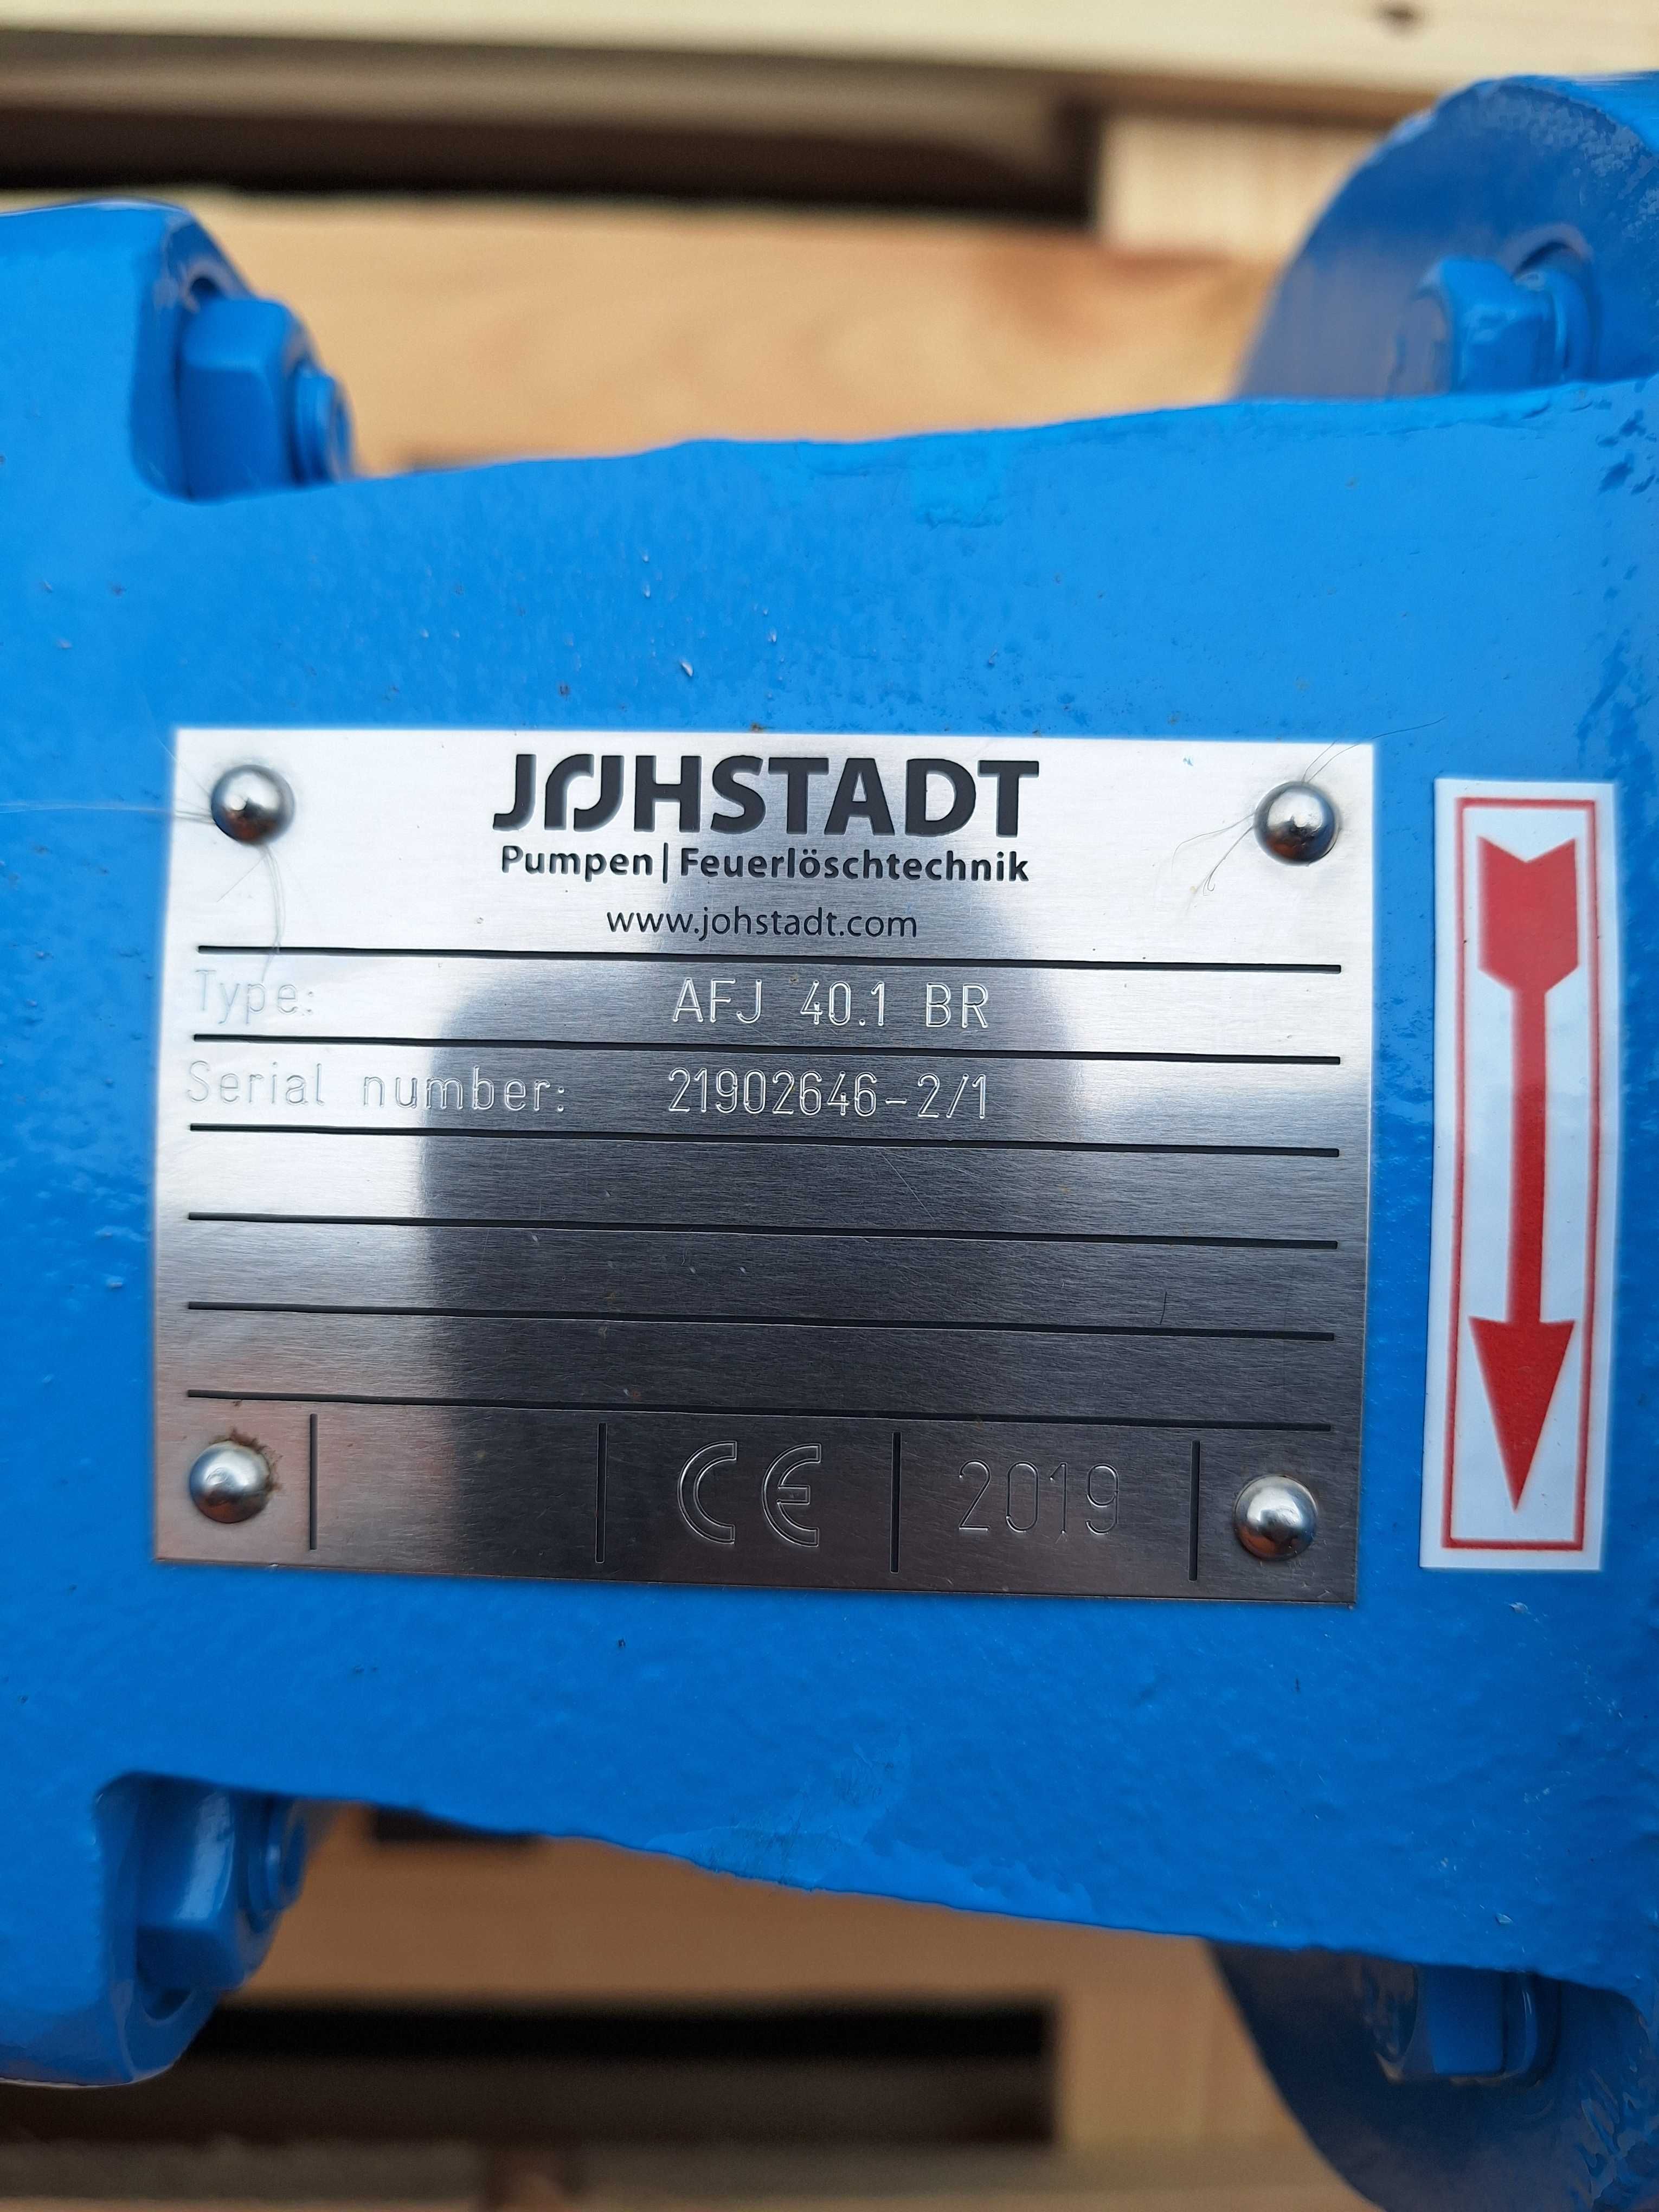 JOHSTADT
Pumpen|Feuerlöschtechnik
www.johstadt.com
Type: AFJ 40.1 BR
Serial number: 21902646-2/1
CE 2019